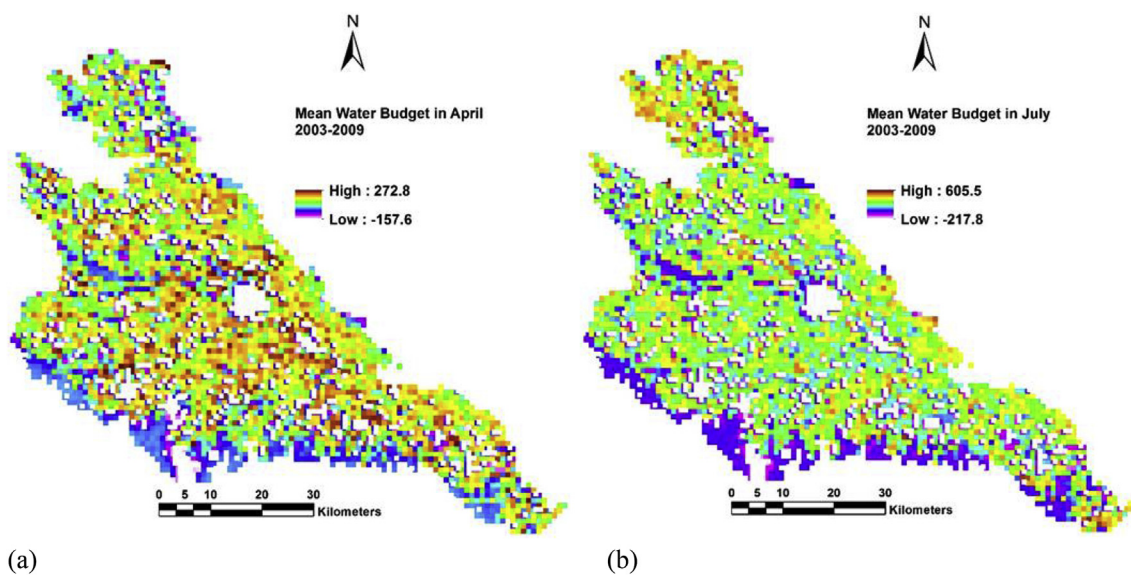 N
Mean Water Budget in April
2003-2009
High : 272.8
Low : -157.6
0 5 10 20 30
Kilometers
(a)
N
Mean Water Budget in July
2003-2009
High : 605.5
Low : -217.8
0 5 10 20 30
Kilometers
(b)